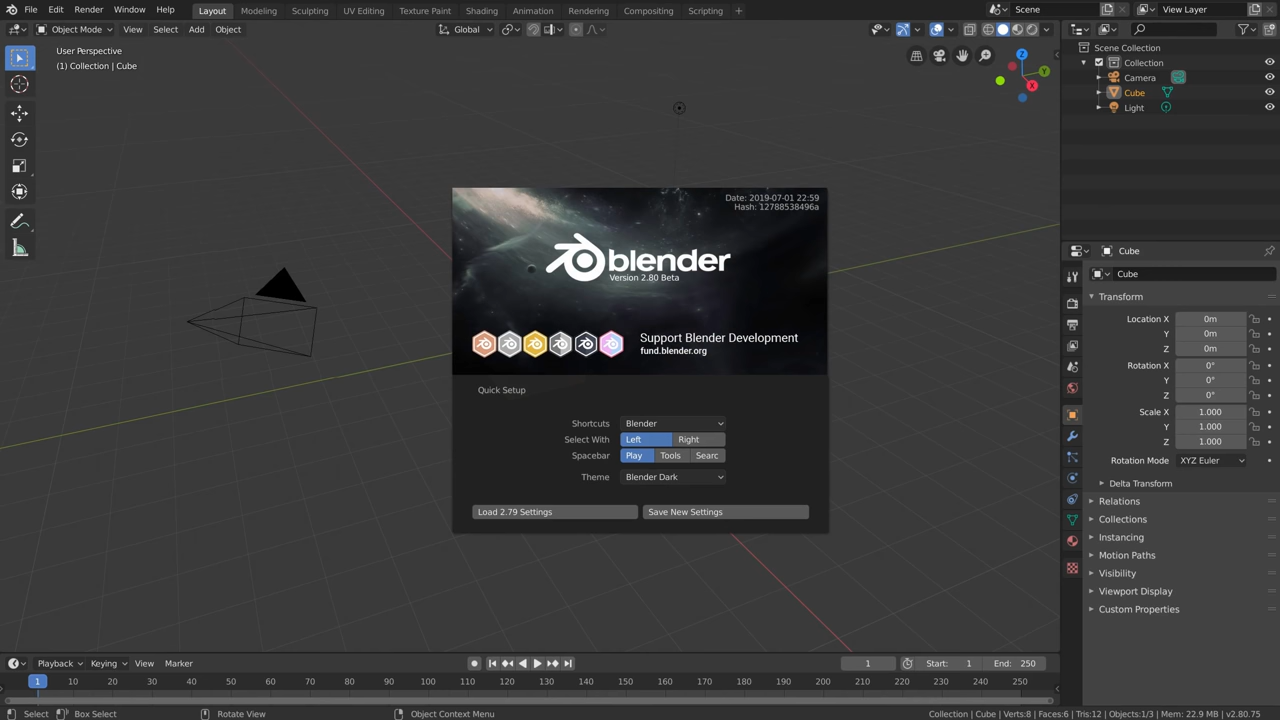 File Edit Render Window Help Layout Modeling Sculpting UV Editing Texture Paint Shading Animation Rendering Compositing Scripting + Scene View Layer
Object Mode View Select Add Object Global
User Perspective
(1) Collection | Cube
Z
Y
X
Date: 2019-07-01 22:59
Hash: 12788538496a
blender
Version 2.80 Beta
Support Blender Development
fund.blender.org
Quick Setup
Shortcuts Blender
Select With Left Right
Spacebar Play Tools Searc
Theme Blender Dark
Load 2.79 Settings Save New Settings
Scene Collection
Collection
Camera
Cube
Light
Cube
Cube
Transform
Location X 0m
Y 0m
Z 0m
Rotation X 0°
Y 0°
Z 0°
Scale X 1.000
Y 1.000
Z 1.000
Rotation Mode XYZ Euler
Delta Transform
Relations
Collections
Instancing
Motion Paths
Visibility
Viewport Display
Custom Properties
Playback Keying View Marker 1 Start: 1 End: 250
1 10 20 30 40 50 60 70 80 90 100 110 120 130 140 150 160 170 180 190 200 210 220 230 240 250
Select Box Select Rotate View Object Context Menu Collection | Cube | Verts:8 | Faces:6 | Tris:12 | Objects:1/3 | Mem: 22.9 MB | v2.80.75